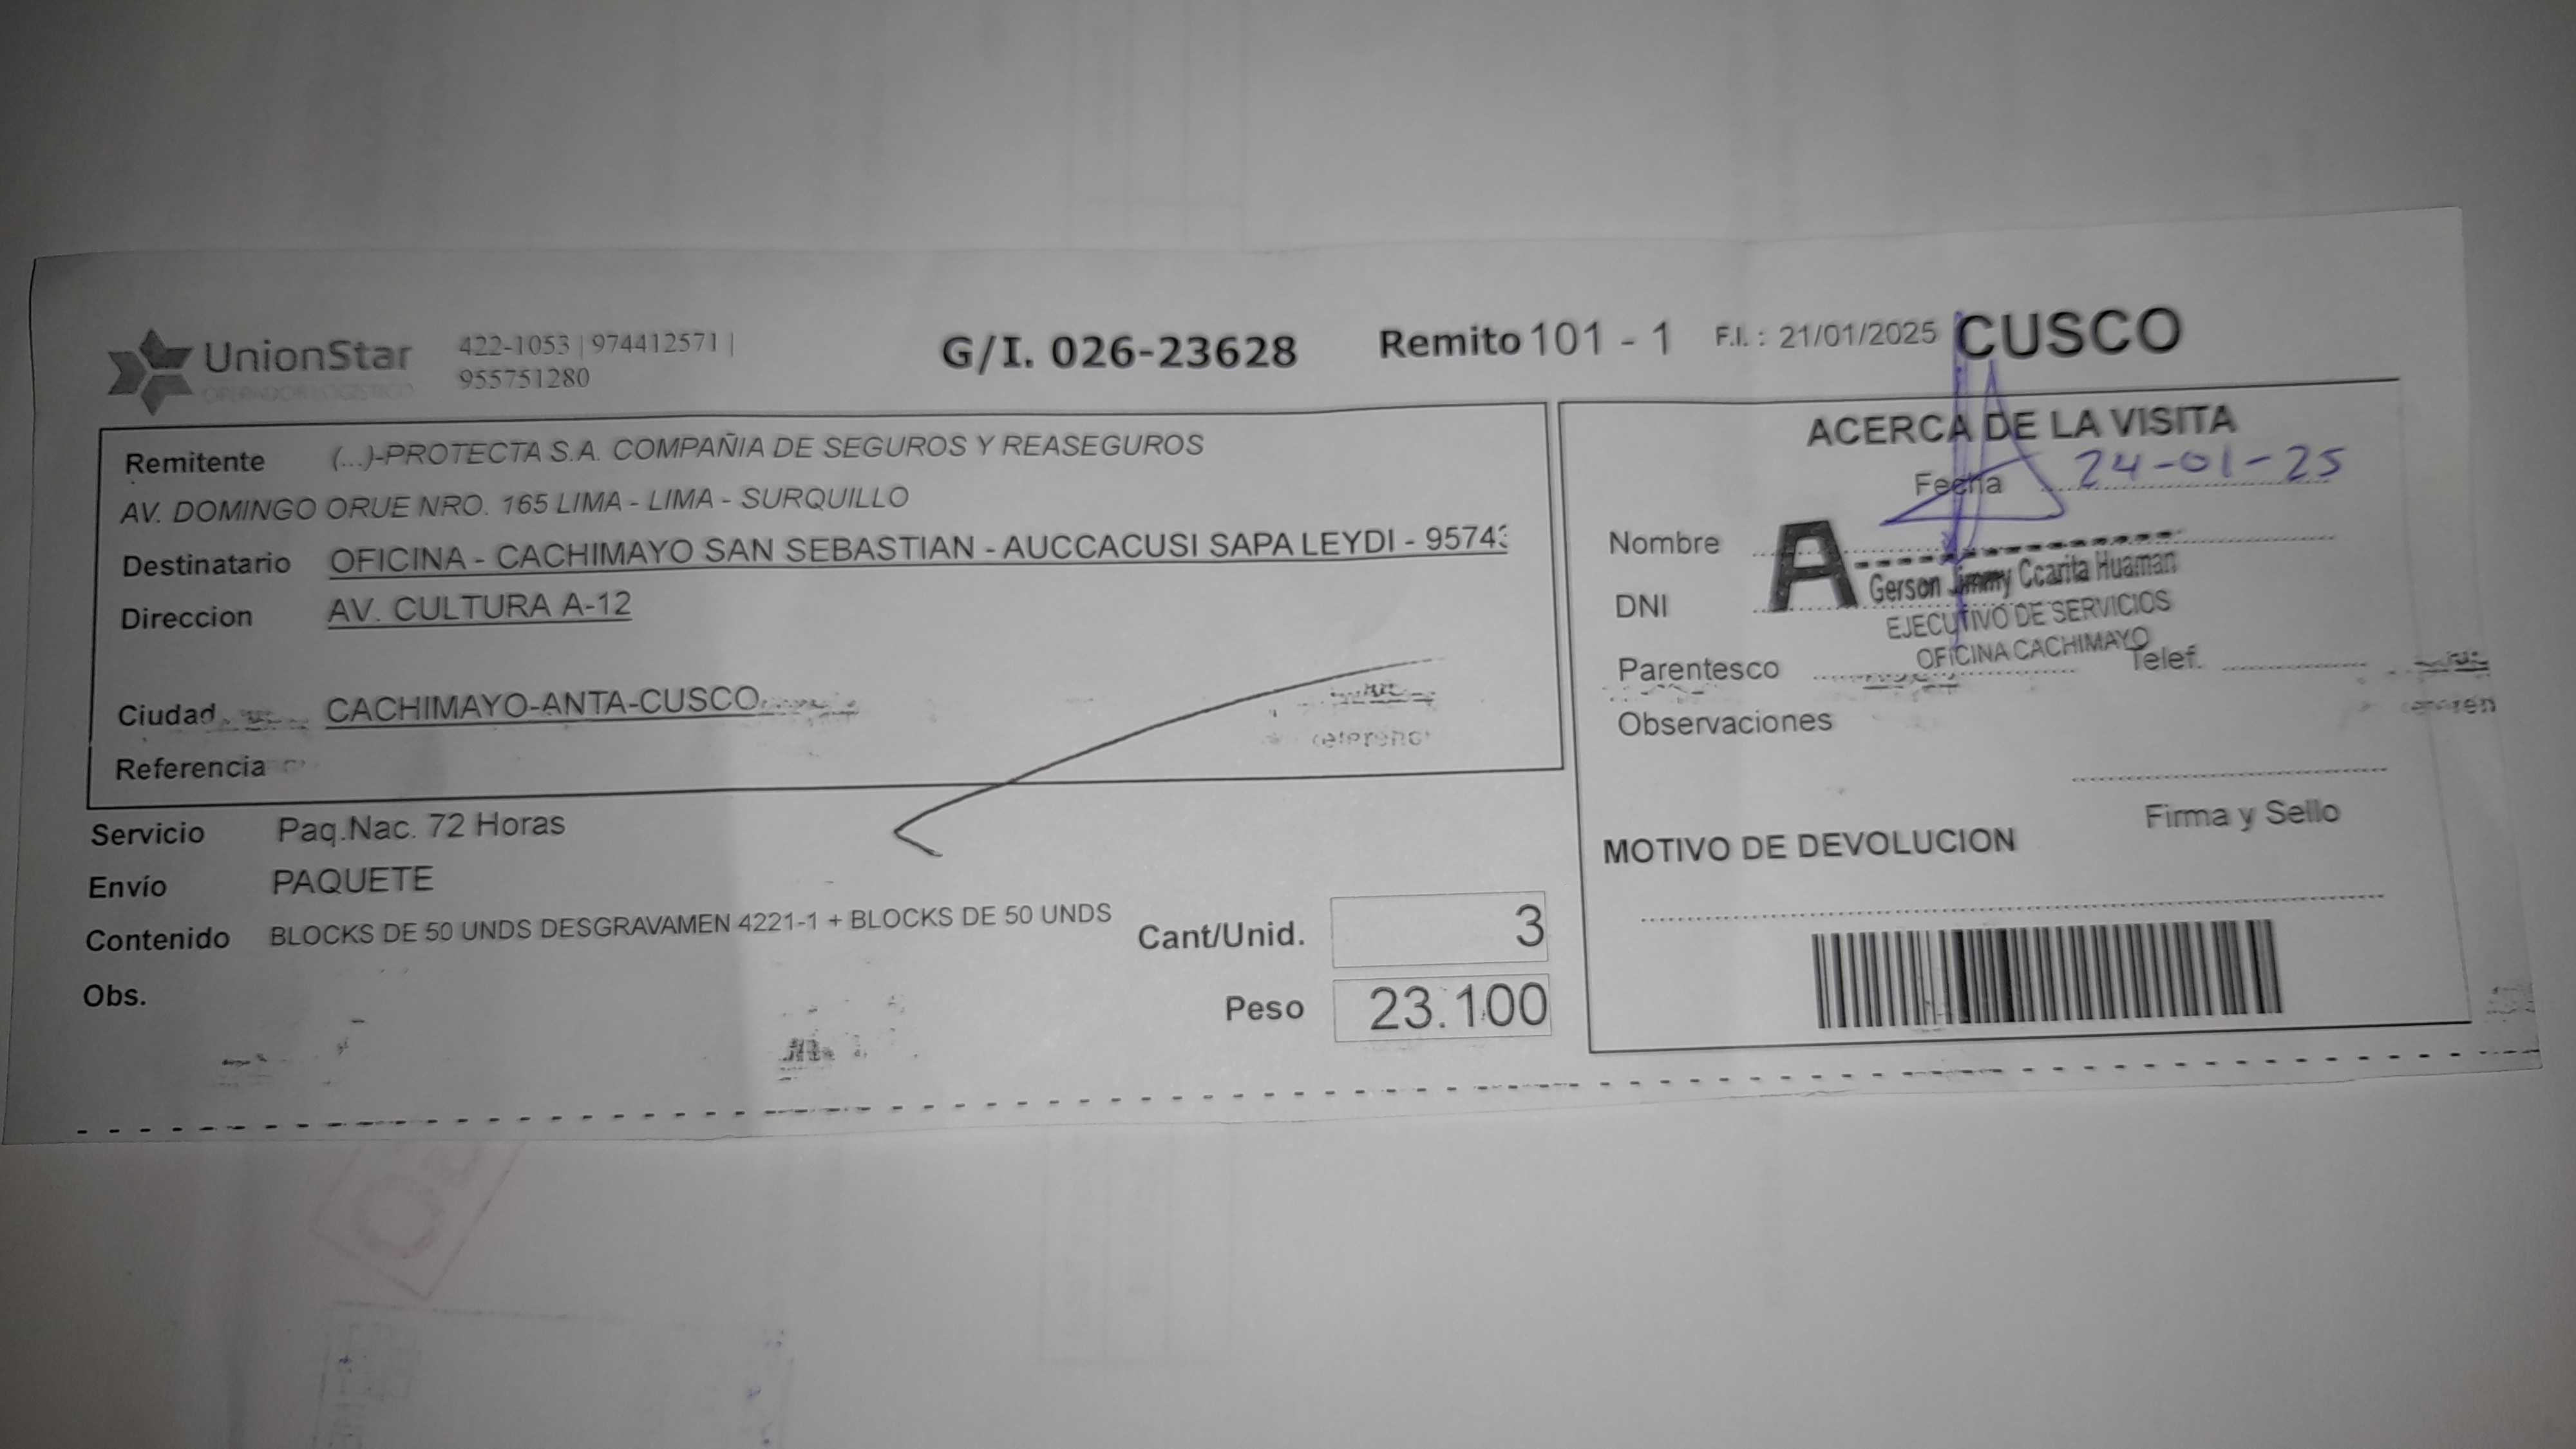 UnionStar
OPERADOR LOGISTICO
422-1053 | 974412571 |
955751280
G/I. 026-23628
Remito 101 - 1
F.I. : 21/01/2025
CUSCO
Remitente (...)-PROTECTA S.A. COMPAÑIA DE SEGUROS Y REASEGUROS
AV. DOMINGO ORUE NRO. 165 LIMA - LIMA - SURQUILLO
Destinatario OFICINA - CACHIMAYO SAN SEBASTIAN - AUCCACUSI SAPA LEYDI - 9574
Direccion AV. CULTURA A-12
Ciudad CACHIMAYO-ANTA-CUSCO
Referencia
Servicio Paq.Nac. 72 Horas
Envío PAQUETE
Contenido BLOCKS DE 50 UNDS DESGRAVAMEN 4221-1 + BLOCKS DE 50 UNDS
Obs.
Cant/Unid. 3
Peso 23.100
ACERCA DE LA VISITA
Fecha 24-01-25
Nombre
A
Gerson Jimmy Ccarita Huaman
DNI
EJECUTIVO DE SERVICIOS
OFICINA CACHIMAYO
Parentesco Telef.
Observaciones
Firma y Sello
MOTIVO DE DEVOLUCION